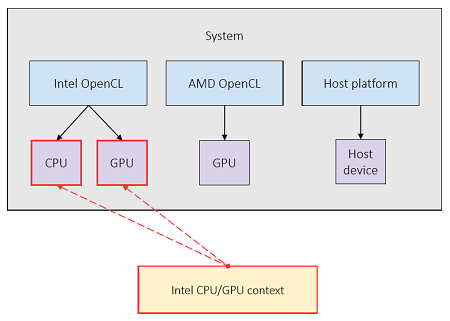 System
Intel OpenCL
AMD OpenCL
Host platform
CPU
GPU
GPU
Host
device
Intel CPU/GPU context